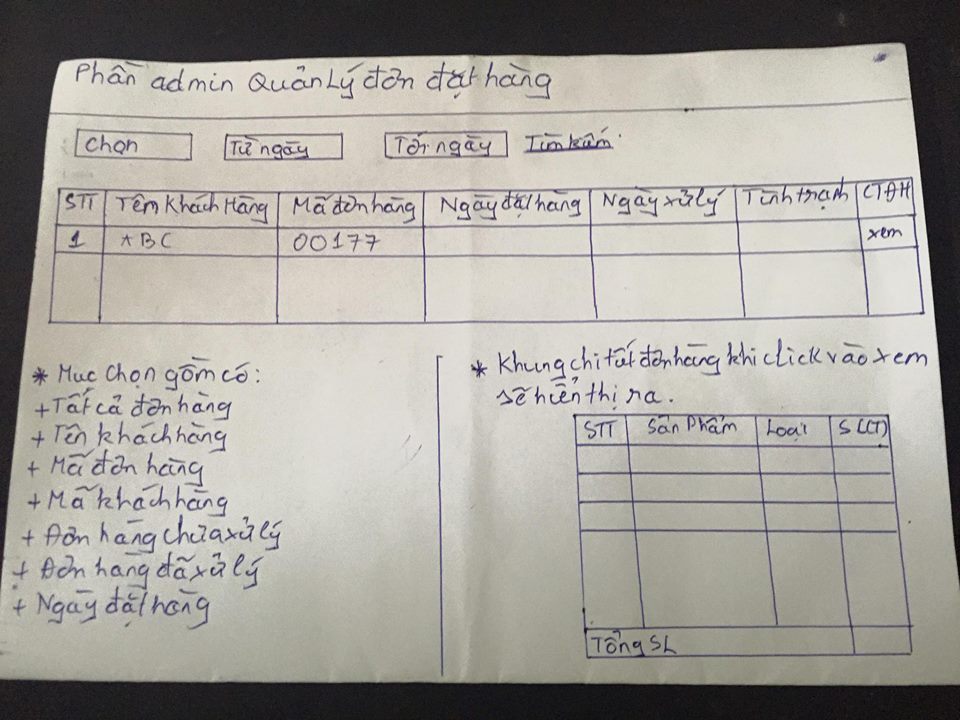 Phần admin Quản Lý đơn đặt hàng
Chọn Từ ngày Tới ngày Tìm kiếm
STT Tên Khách Hàng Mã đơn hàng Ngày đặt hàng Ngày xử lý Tình trạng CTĐH
1 ABC 00177 xem
* Mục chọn gồm có:
+ Tất cả đơn hàng
+ Tên khách hàng
+ Mã đơn hàng
+ Mã khách hàng
+ Đơn hàng chưa xử lý
+ Đơn hàng đã xử lý
+ Ngày đặt hàng
* Khung chi tiết đơn hàng khi click vào xem
sẽ hiển thị ra.
STT Sản Phẩm Loại SL(T)
Tổng SL